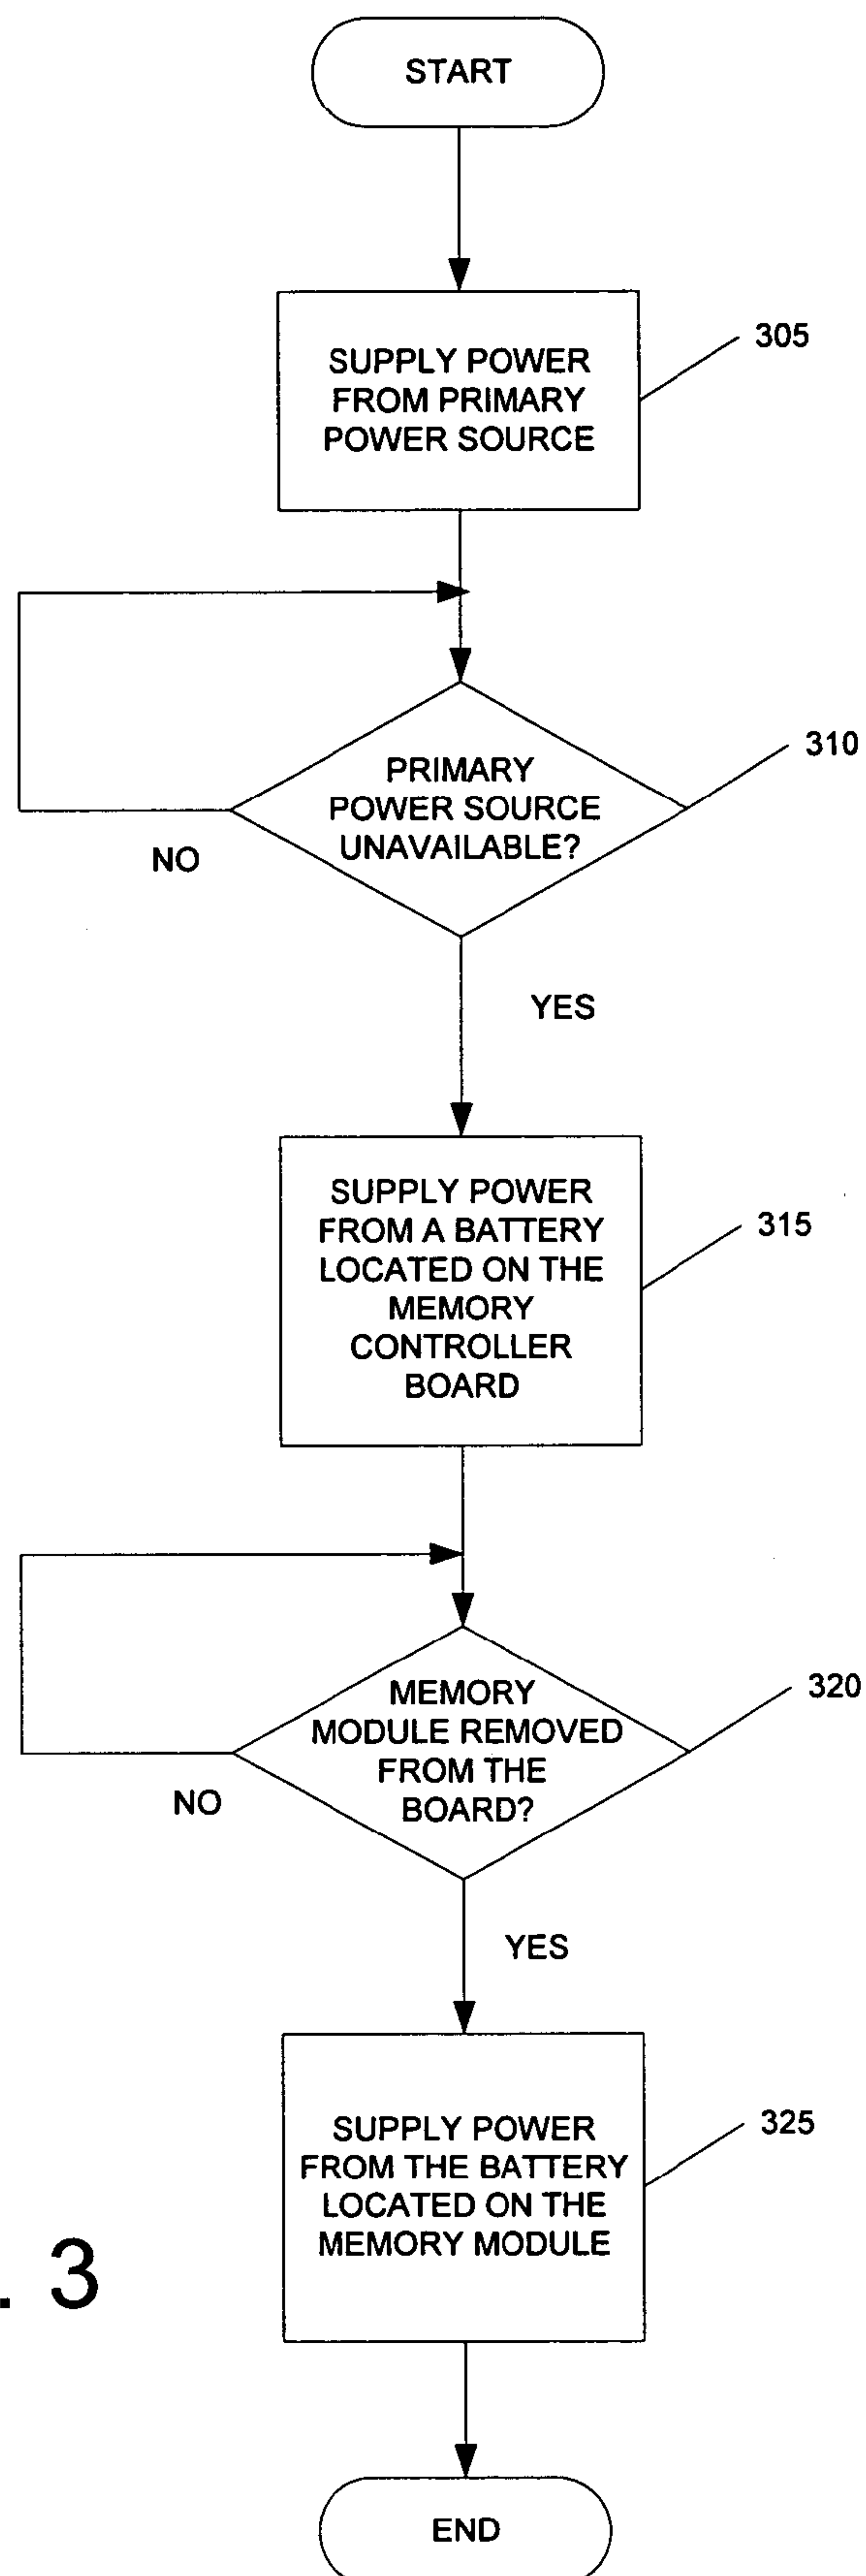 START
SUPPLY POWER
FROM PRIMARY
POWER SOURCE
305
PRIMARY
POWER SOURCE
UNAVAILABLE?
310
NO
YES
SUPPLY POWER
FROM A BATTERY
LOCATED ON THE
MEMORY
CONTROLLER
BOARD
315
MEMORY
MODULE REMOVED
FROM THE
BOARD?
320
NO
YES
SUPPLY POWER
FROM THE BATTERY
LOCATED ON THE
MEMORY MODULE
325
. 3
END